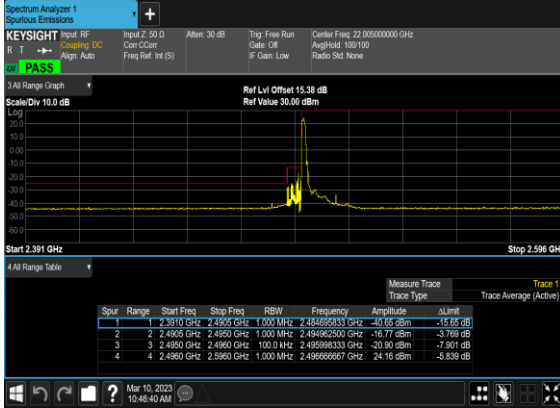 Spectrum Analyzer 1
Spurious Emissions
+
KEYSIGHT Input: RF Input Z: 50 Ω Atten: 30 dB Trig: Free Run Center Freq: 22.005000000 GHz
R T Coupling: DC Corr CCorr Gate: Off Avg|Hold: 100/100
Align: Auto Freq Ref: Int (S) IF Gain: Low Radio Std: None
LXI PASS
3 All Range Graph
Ref Lvl Offset 15.38 dB
Scale/Div 10.0 dB Ref Value 30.00 dBm
Log
20.0
10.0
0.00
-10.0
-20.0
-30.0
-40.0
-50.0
-60.0
Start 2.391 GHz Stop 2.596 GH
4 All Range Table
Measure Trace Trace 1
Trace Type Trace Average (Active)
Spur Range Start Freq Stop Freq RBW Frequency Amplitude ΔLimit
1 1 2.3910 GHz 2.4905 GHz 1.000 MHz 2.484695833 GHz -40.65 dBm -15.65 dB
2 2 2.4905 GHz 2.4950 GHz 1.000 MHz 2.494962500 GHz -16.77 dBm -3.769 dB
3 3 2.4950 GHz 2.4960 GHz 100.0 kHz 2.495998333 GHz -20.90 dBm -7.901 dB
4 4 2.4960 GHz 2.5960 GHz 1.000 MHz 2.496666667 GHz 24.16 dBm -5.839 dB
?
Mar 10, 2023
10:46:40 AM